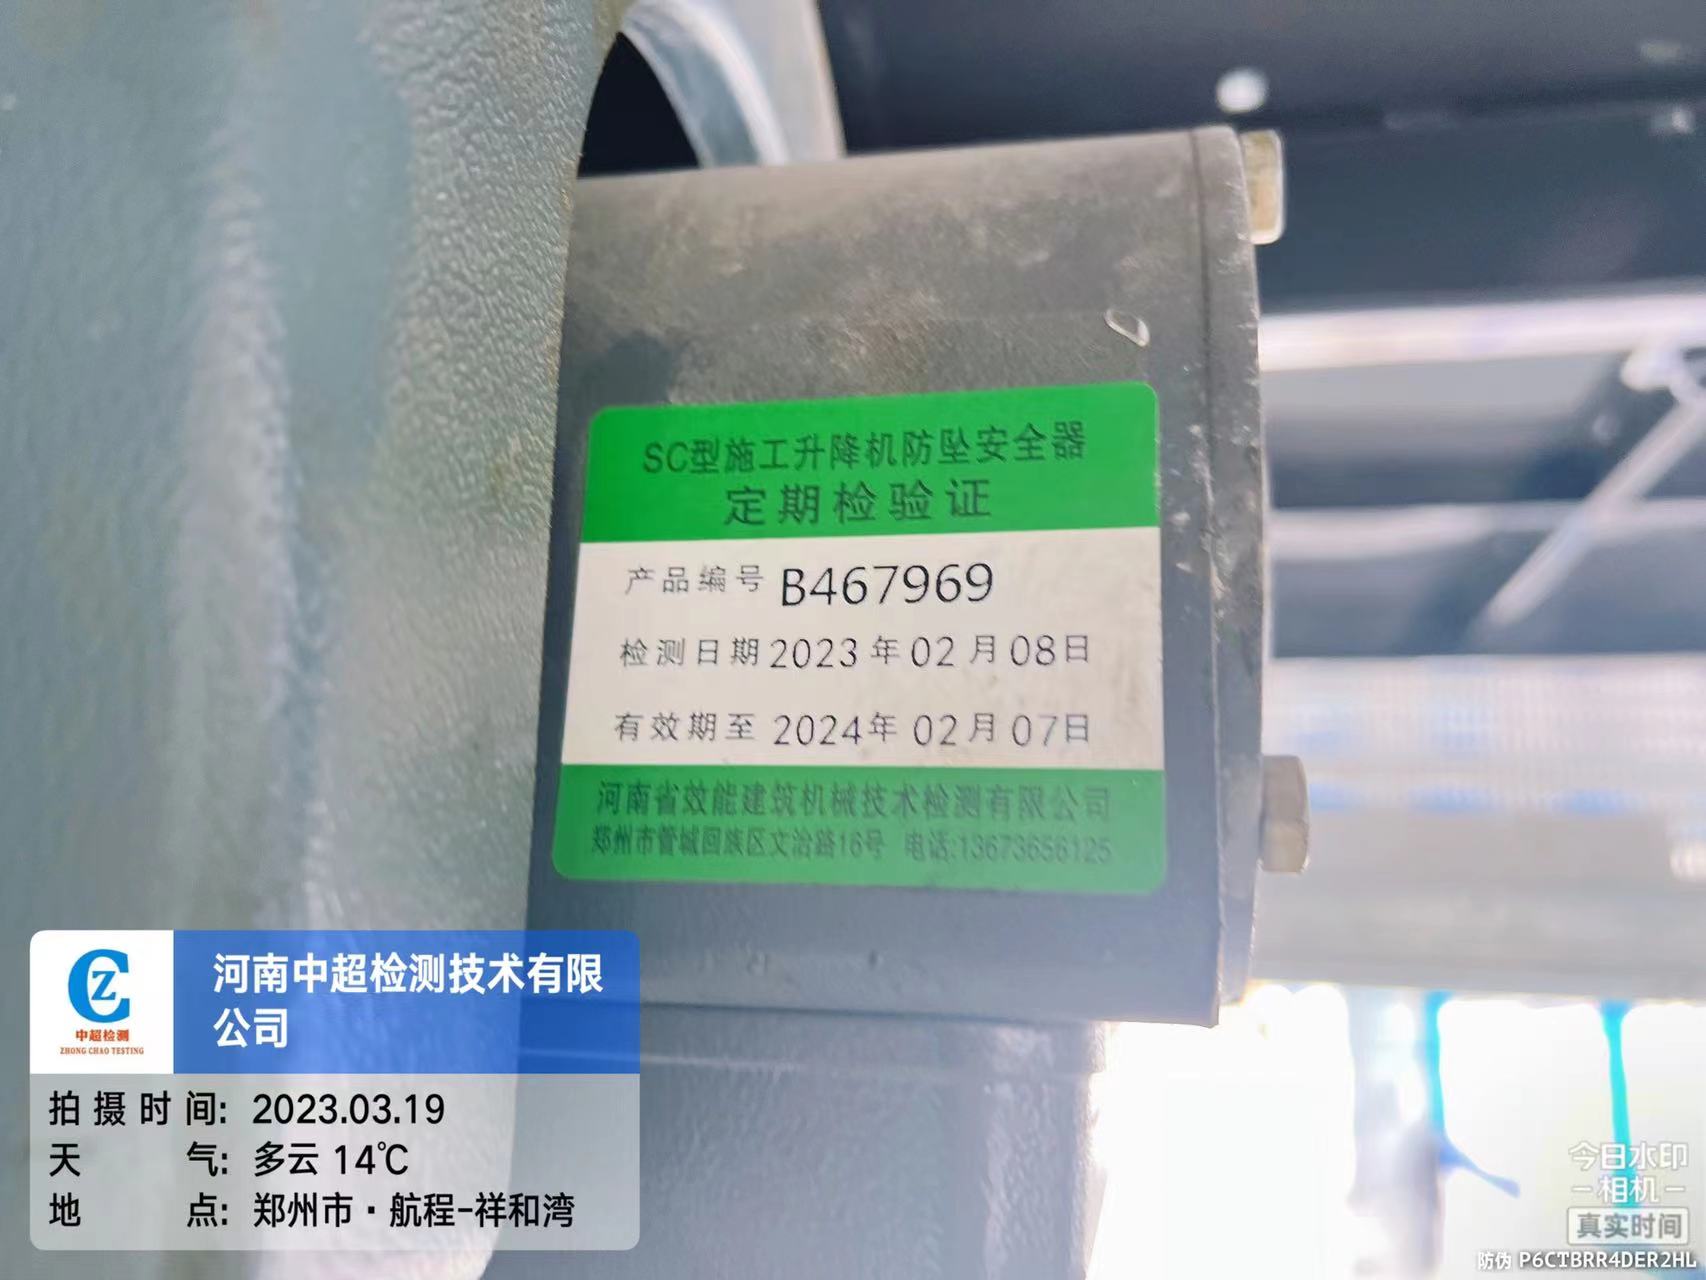 SC型施工升降机防坠安全器
定期检验证
产品编号 B467969
检测日期2023年02月08日
有效期至 2024年02月07日
河南省效能建筑机械技术检测有限公司
郑州市管城回族区文治路16号 电话:13673656125
CZ
中超检测
ZHONG CHAO TESTING
河南中超检测技术有限
公司
拍摄时间: 2023.03.19
天气: 多云 14℃
地点: 郑州市·航程-祥和湾
今日水印
-相机-
真实时间
防伪 P6CTBRR4DER2HL